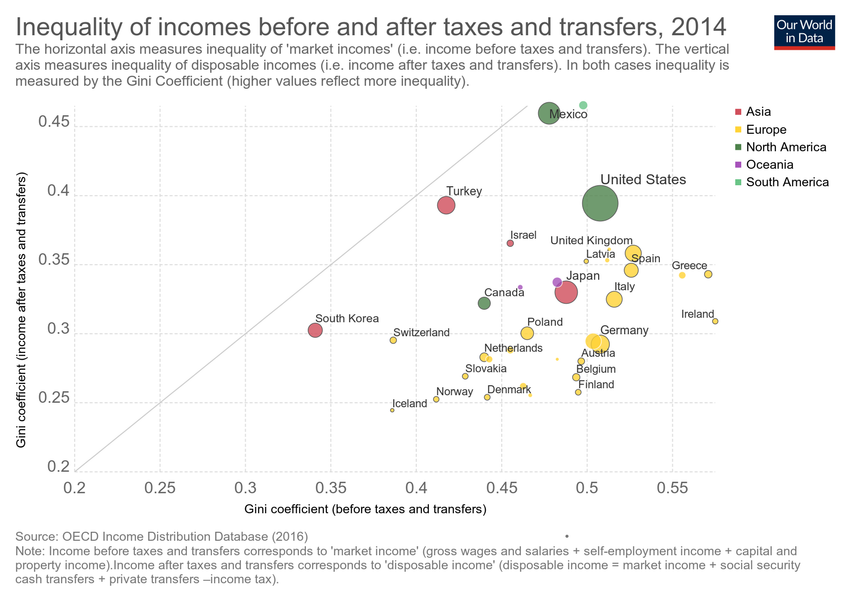 Inequality of incomes before and after taxes and transfers, 2014
Our World
in Data
The horizontal axis measures inequality of 'market incomes' (i.e. income before taxes and transfers). The vertical
axis measures inequality of disposable incomes (i.e. income after taxes and transfers). In both cases inequality is
measured by the Gini Coefficient (higher values reflect more inequality).
Gini coefficient (income after taxes and transfers)
0.45
0.4
0.35
0.3
0.25
0.2
Mexico
United States
Turkey
Israel
United Kingdom
Latvia
Spain
Greece
Japan
Canada
Italy
South Korea
Ireland
Poland
Switzerland
Germany
Netherlands
Austria
Slovakia
Belgium
Norway
Denmark
Finland
Iceland
0.2
0.25
0.3
0.35
0.4
0.45
0.5
0.55
Gini coefficient (before taxes and transfers)
Asia
Europe
North America
Oceania
South America
Source: OECD Income Distribution Database (2016)
Note: Income before taxes and transfers corresponds to 'market income' (gross wages and salaries + self-employment income + capital and
property income).Income after taxes and transfers corresponds to 'disposable income' (disposable income = market income + social security
cash transfers + private transfers –income tax).